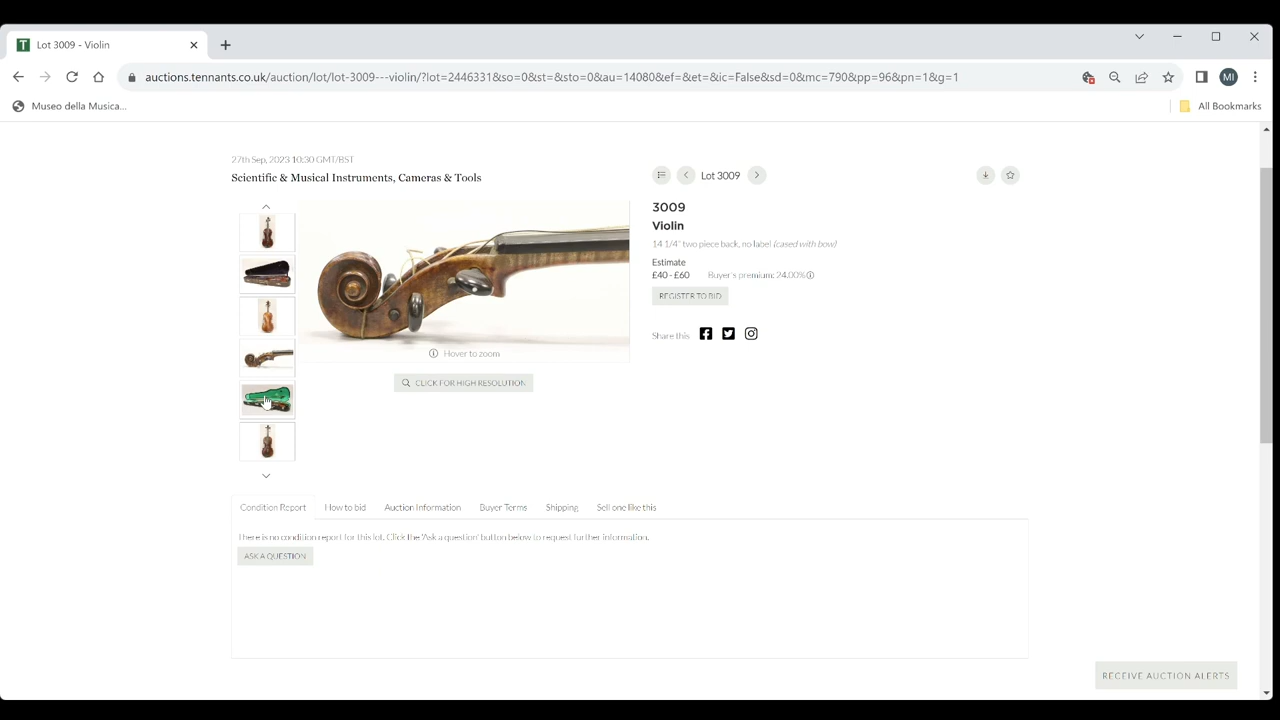 Lot 3009 - Violin
auctions.tennants.co.uk/auction/lot/lot-3009---violin/?lot=2446331&so=0&st=&sto=0&au=14080&ef=&et=&ic=False&sd=0&mc=790&pp=96&pn=1&g=1
MI
Museo della Musica...
All Bookmarks
27th Sep, 2023 10:30 GMT/BST
Scientific & Musical Instruments, Cameras & Tools
Lot 3009
3009
Violin
14 1/4" two piece back, no label (cased with bow)
Estimate
£40 - £60 Buyer's premium: 24.00%
REGISTER TO BID
Share this
Hover to zoom
CLICK FOR HIGH RESOLUTION
Condition Report How to bid Auction Information Buyer Terms Shipping Sell one like this
There is no condition report for this lot. Click the 'Ask a question' button below to request further information.
ASK A QUESTION
RECEIVE AUCTION ALERTS